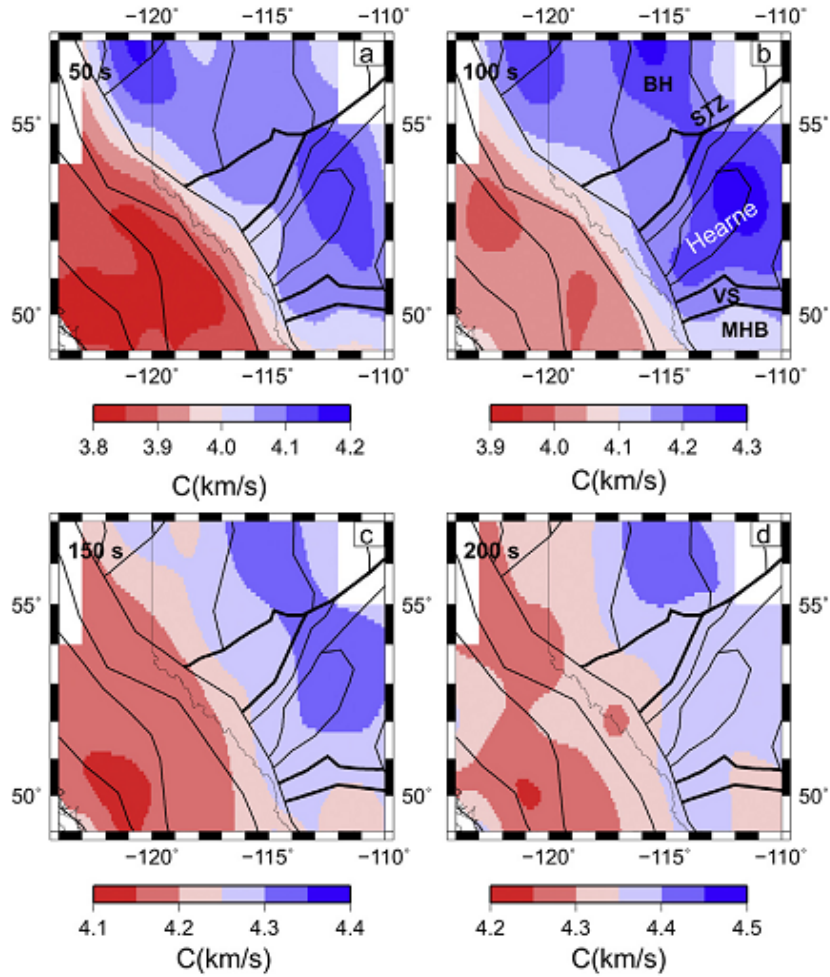 −120˚ −115˚ −110˚ −120˚ −115˚ −110˚
50 s a 100 s b
BH
STZ
55˚ 55˚
Hearne
VS
50˚ 50˚
MHB
−120˚ −115˚ −110˚ −120˚ −115˚ −110˚
3.8 3.9 4.0 4.1 4.2 3.9 4.0 4.1 4.2 4.3
C(km/s) C(km/s)
150 s c 200 s d
55˚ 55˚
50˚ 50˚
−120˚ −115˚ −110˚ −120˚ −115˚ −110˚
4.1 4.2 4.3 4.4 4.2 4.3 4.4 4.5
C(km/s) C(km/s)